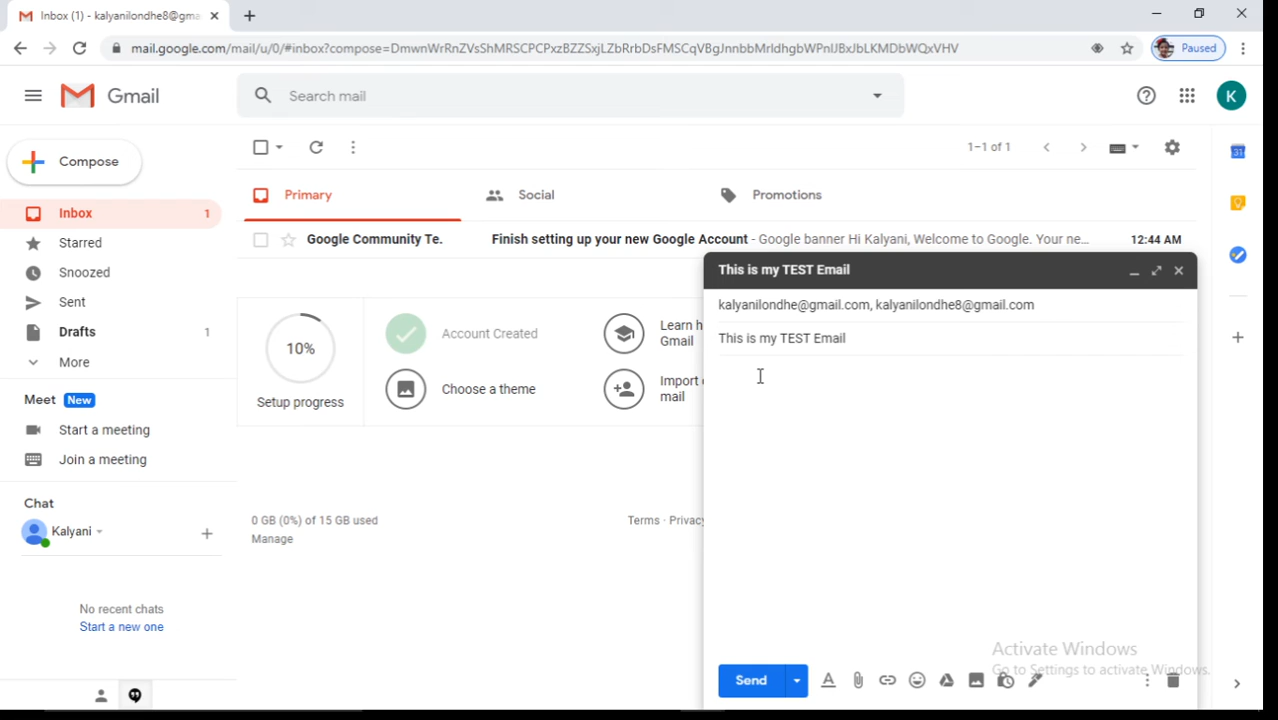 Inbox (1) - kalyanilondhe8@gma
mail.google.com/mail/u/0/#inbox?compose=DmwnWrRnZVsShMRSCPCPxzBZZSxjLZbRrbDsFMSCqVBgJnnbbMrldhgbWPnlJBxJbLKMDbWQxVHV
Paused
Gmail
Search mail
K
Compose
1–1 of 1
Inbox 1
Primary
Social
Promotions
Starred
Google Community Te.
Finish setting up your new Google Account - Google banner Hi Kalyani, Welcome to Google. Your ne...
12:44 AM
Snoozed
Sent
Drafts 1
More
This is my TEST Email
kalyanilondhe@gmail.com, kalyanilondhe8@gmail.com
This is my TEST Email
10%
Setup progress
Account Created
Learn h
Gmail
Choose a theme
Import
mail
Meet New
Start a meeting
Join a meeting
Chat
Kalyani
No recent chats
Start a new one
0 GB (0%) of 15 GB used
Manage
Terms · Privacy
Send
31
Activate Windows
Go to Settings to activate Windows.